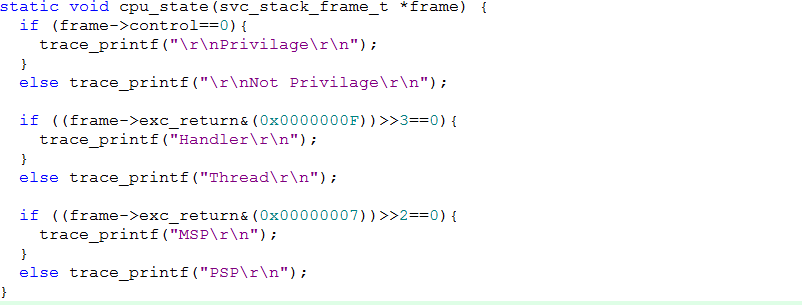 static void cpu_state(svc_stack_frame_t *frame) {
  if (frame->control==0){
    trace_printf("\r\nPrivilage\r\n");
  }
  else trace_printf("\r\nNot Privilage\r\n");

  if ((frame->exc_return&(0x0000000F))>>3==0){
    trace_printf("Handler\r\n");
  }
  else trace_printf("Thread\r\n");

  if ((frame->exc_return&(0x00000007))>>2==0){
    trace_printf("MSP\r\n");
  }
  else trace_printf("PSP\r\n");
}